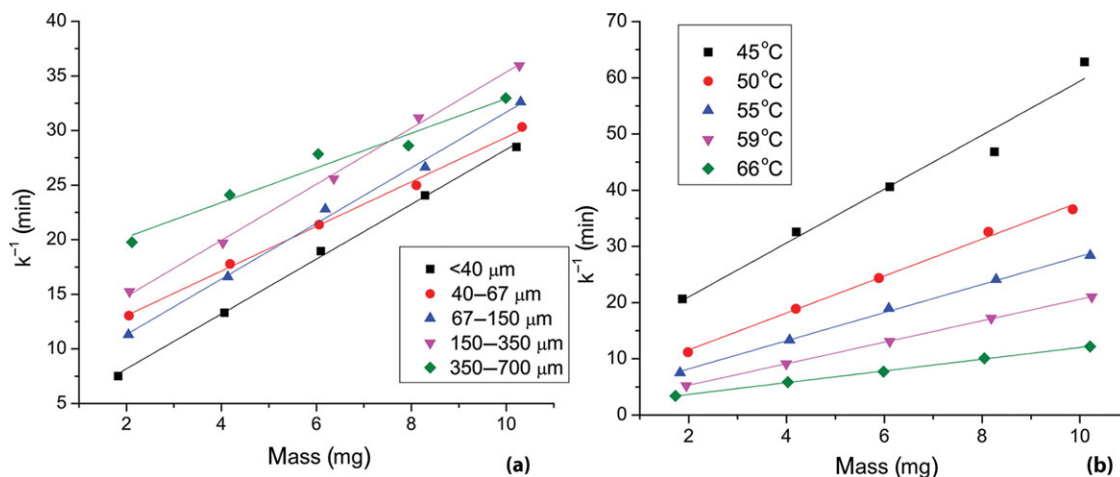 40
35
30
25
20
15
10
5
k⁻¹ (min)
<40 μm
40–67 μm
67–150 μm
150–350 μm
350–700 μm
2
4
6
8
10
Mass (mg)
(a)
70
60
50
40
30
20
10
0
k⁻¹ (min)
45°C
50°C
55°C
59°C
66°C
2
4
6
8
10
Mass (mg)
(b)